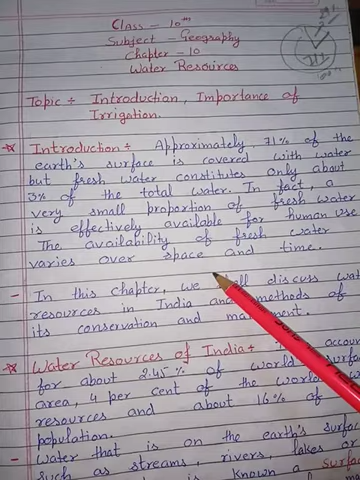 Class - 10th
Subject - Geography
Chapter - 10
Water Resources
Topic ÷ Introduction, Importance of
Irrigation.
Introduction ÷ Approximately, 71% of the
earth's surface is covered with water
but fresh water constitutes only about
3% of the total water. In fact, a
very small proportion of fresh water
is effectively available for human use
The availability of fresh water
varies over space and time.
- In this chapter, we discuss
resources in India and methods of
its conservation and
Water Resources of India ÷
for about 2.45% of world
area, 4 per cent of the world
resources and about 16% of
population.
- Water that is on the earth's
such as streams, rivers, lakes or
is known a